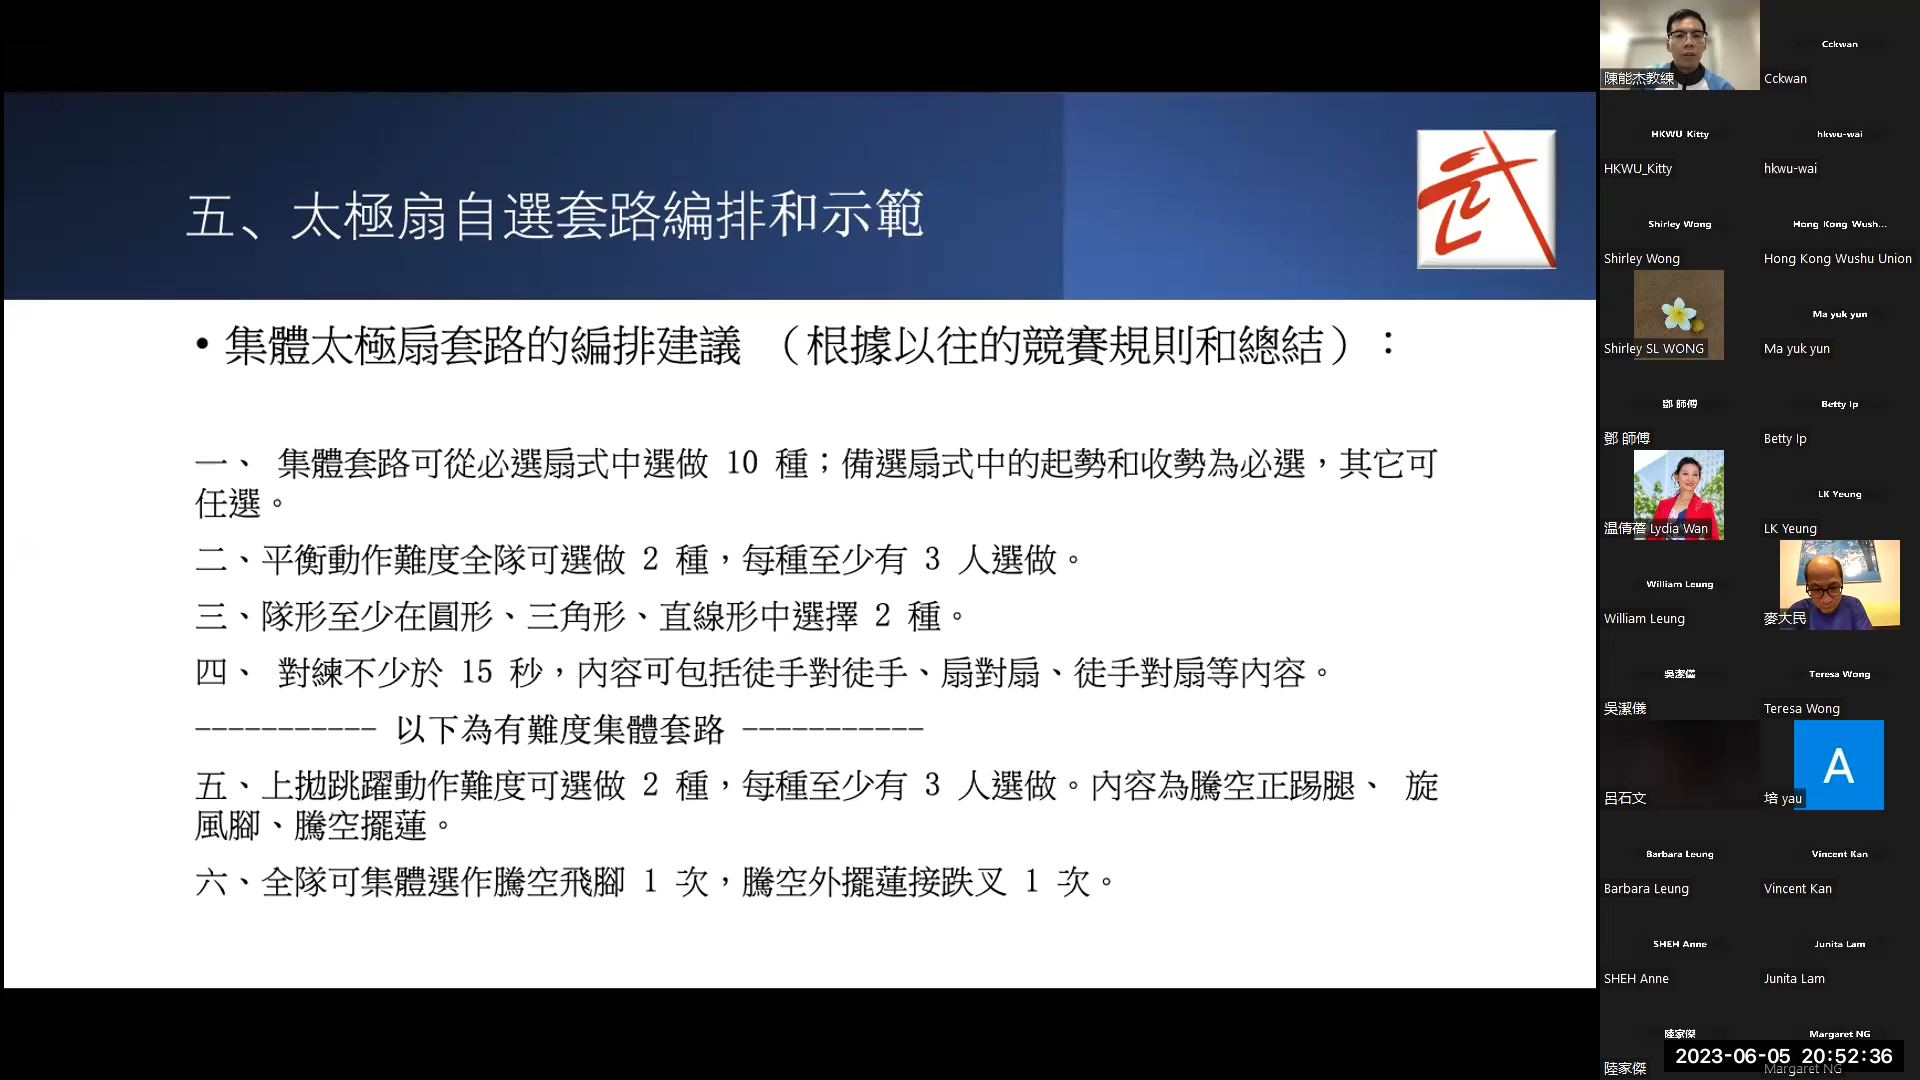 五、太極扇自選套路編排和示範
• 集體太極扇套路的編排建議 （根據以往的競賽規則和總結）：
一、 集體套路可從必選扇式中選做 10 種；備選扇式中的起勢和收勢為必選，其它可
任選。
二、平衡動作難度全隊可選做 2 種，每種至少有 3 人選做。
三、隊形至少在圓形、三角形、直線形中選擇 2 種。
四、 對練不少於 15 秒，內容可包括徒手對徒手、扇對扇、徒手對扇等內容。
----------- 以下為有難度集體套路 -----------
五、上拋跳躍動作難度可選做 2 種，每種至少有 3 人選做。內容為騰空正踢腿、 旋
風腳、騰空擺蓮。
六、全隊可集體選作騰空飛腳 1 次，騰空外擺蓮接跌叉 1 次。
陳能杰教練
Cckwan
Cckwan
HKWU_Kitty
HKWU_Kitty
hkwu-wai
hkwu-wai
Shirley Wong
Shirley Wong
Hong Kong Wush...
Hong Kong Wushu Union
Shirley SL WONG
Ma yuk yun
Ma yuk yun
鄧 師傅
鄧 師傅
Betty Ip
Betty Ip
温倩蓓 Lydia Wan
LK Yeung
LK Yeung
William Leung
William Leung
麥大民
吳潔儀
吳潔儀
Teresa Wong
Teresa Wong
呂石文
A
培 yau
Barbara Leung
Barbara Leung
Vincent Kan
Vincent Kan
SHEH Anne
SHEH Anne
Junita Lam
Junita Lam
陸家傑
陸家傑
Margaret NG
Margaret NG
2023-06-05 20:52:36